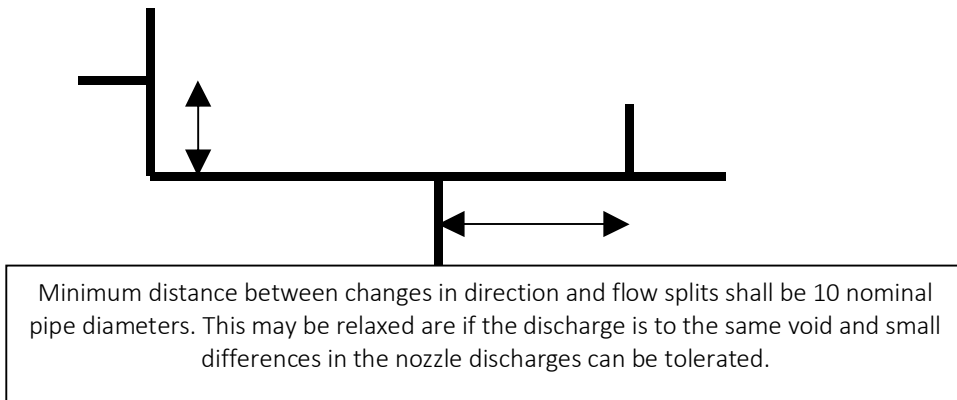 Minimum distance between changes in direction and flow splits shall be 10 nominal
pipe diameters. This may be relaxed are if the discharge is to the same void and small
differences in the nozzle discharges can be tolerated.